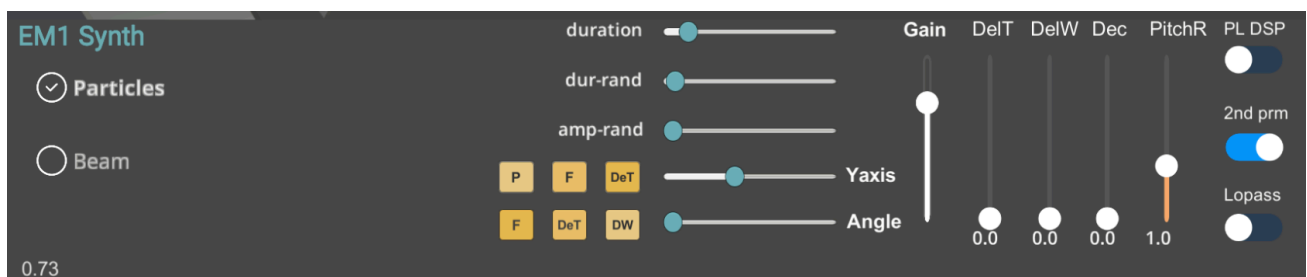 EM1 Synth
Particles
Beam
0.73
duration
dur-rand
amp-rand
P F DeT Yaxis
F DeT DW Angle
Gain DelT DelW Dec PitchR
0.0 0.0 0.0 1.0
PL DSP
2nd prm
Lopass